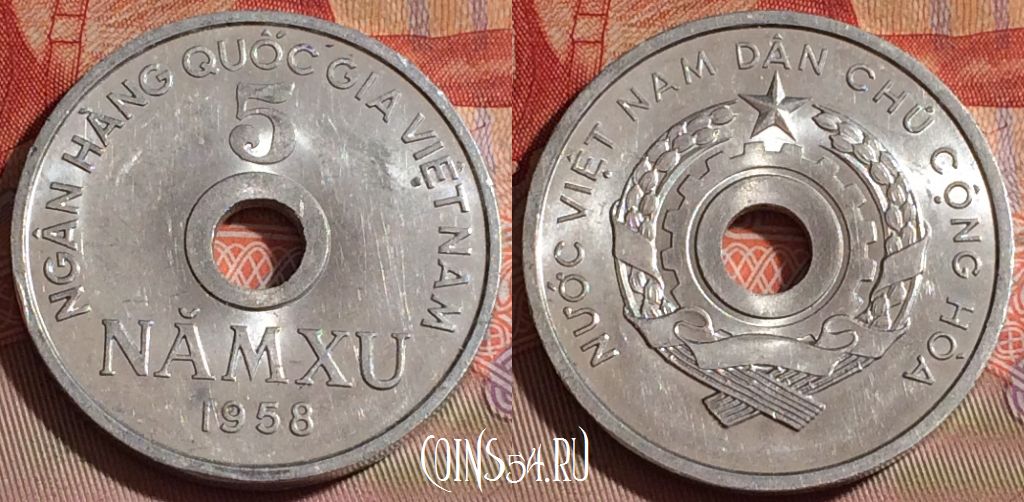 NGÂN HÀNG QUỐC GIA VIỆT NAM
5
NĂM XU
1958
NƯỚC VIỆT NAM DÂN CHỦ CỘNG HÒA
COINS54.RU